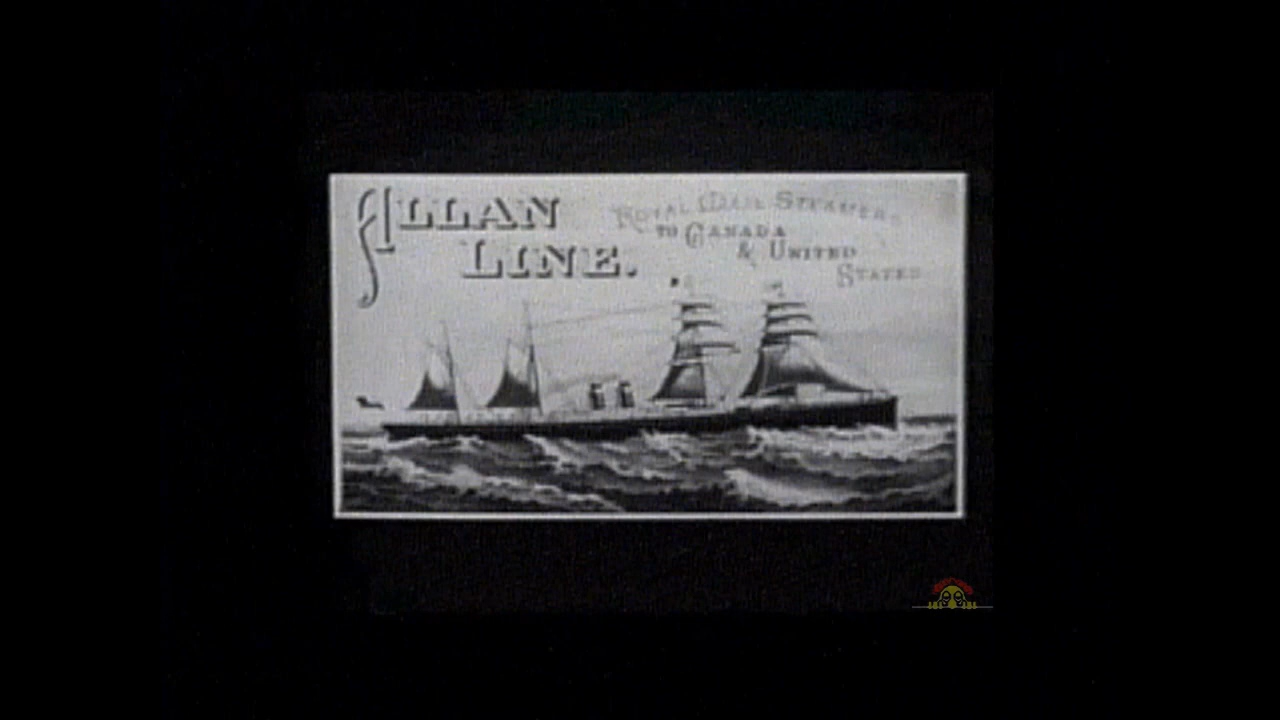 ALLAN
LINE.
ROYAL MAIL STEAMERS
TO CANADA
& UNITED
STATES